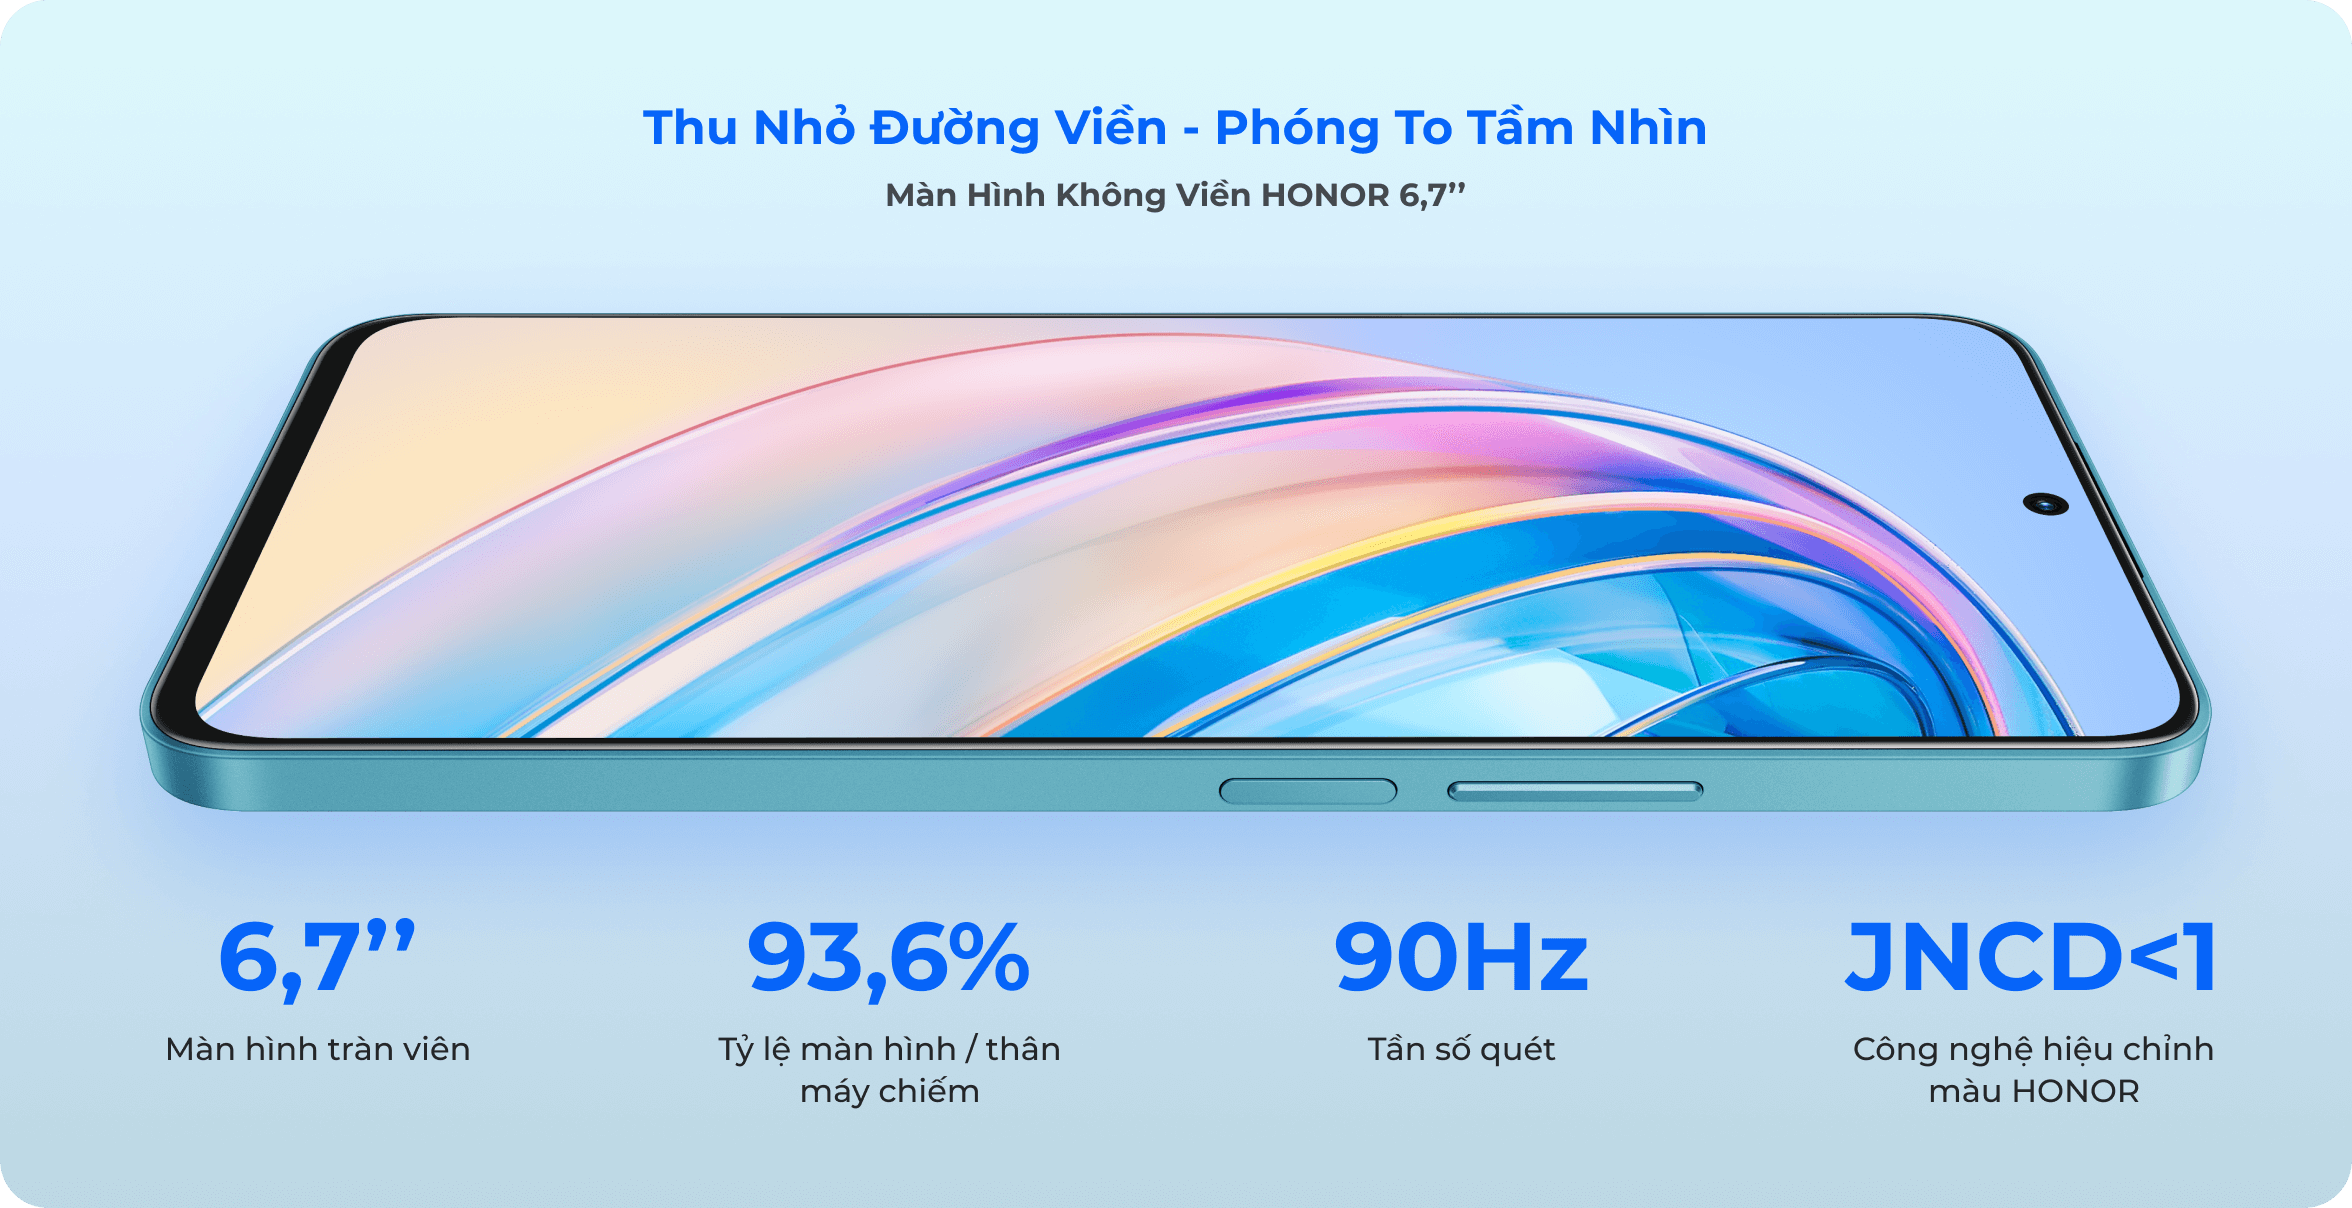 Thu Nhỏ Đường Viền - Phóng To Tầm Nhìn
Màn Hình Không Viền HONOR 6,7’’
6,7’’
Màn hình tràn viên
93,6%
Tỷ lệ màn hình / thân
máy chiếm
90Hz
Tần số quét
JNCD<1
Công nghệ hiệu chỉnh
màu HONOR